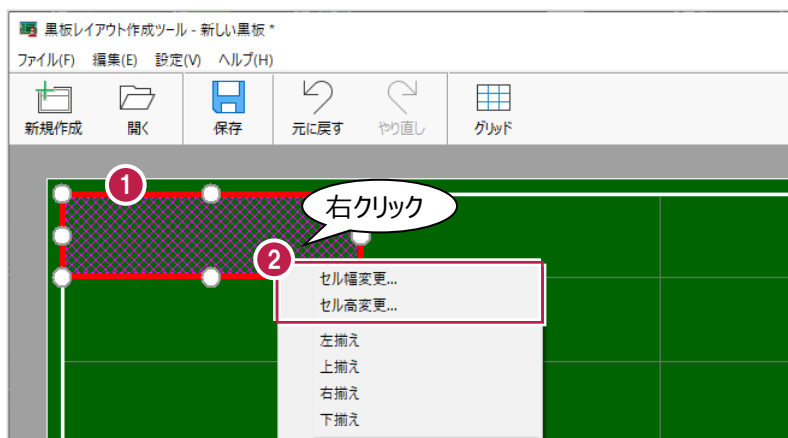 黒板レイアウト作成ツール - 新しい黒板 *
ファイル(F) 編集(E) 設定(V) ヘルプ(H)
新規作成 開く 保存 元に戻す やり直し グリッド
1
右クリック
2
セル幅変更...
セル高変更...
左揃え
上揃え
右揃え
下揃え